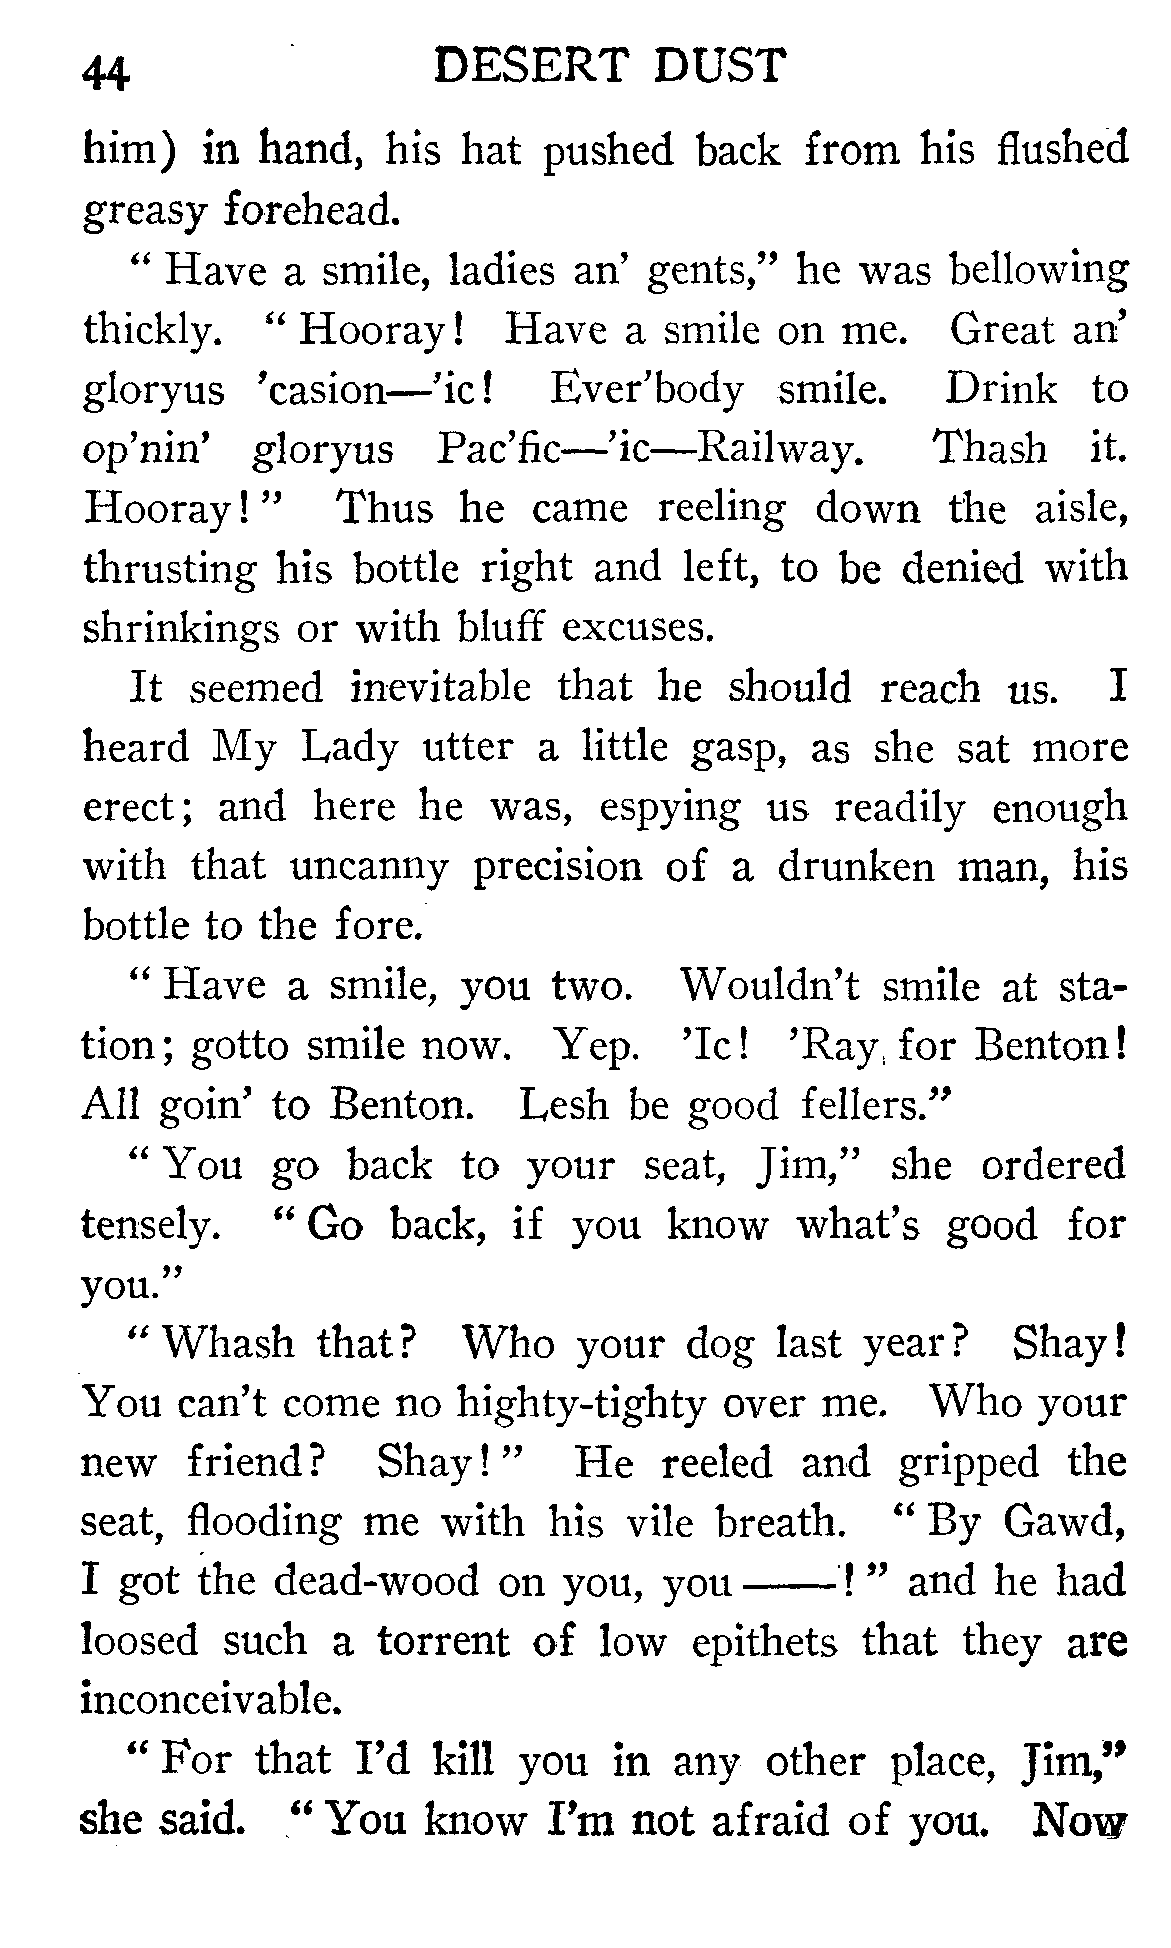 44 DESERT DUST
him) in hand, his hat pushed back from his flushed
greasy forehead.
“ Have a smile, ladies an’ gents,” he was bellowing
thickly. “ Hooray! Have a smile on me. Great an’
gloryus ’casion—’ic! Ever’body smile. Drink to
op’nin’ gloryus Pac’fic—’ic—Railway. Thash it.
Hooray! ” Thus he came reeling down the aisle,
thrusting his bottle right and left, to be denied with
shrinkings or with bluff excuses.
It seemed inevitable that he should reach us. I
heard My Lady utter a little gasp, as she sat more
erect; and here he was, espying us readily enough
with that uncanny precision of a drunken man, his
bottle to the fore.
“ Have a smile, you two. Wouldn’t smile at sta-
tion; gotto smile now. Yep. ’Ic! ’Ray, for Benton!
All goin’ to Benton. Lesh be good fellers.”
“ You go back to your seat, Jim,” she ordered
tensely. “ Go back, if you know what’s good for
you.”
“ Whash that? Who your dog last year? Shay!
You can’t come no highty-tighty over me. Who your
new friend? Shay! ” He reeled and gripped the
seat, flooding me with his vile breath. “ By Gawd,
I got the dead-wood on you, you ——! ” and he had
loosed such a torrent of low epithets that they are
inconceivable.
“ For that I’d kill you in any other place, Jim,”
she said. “ You know I’m not afraid of you. Now